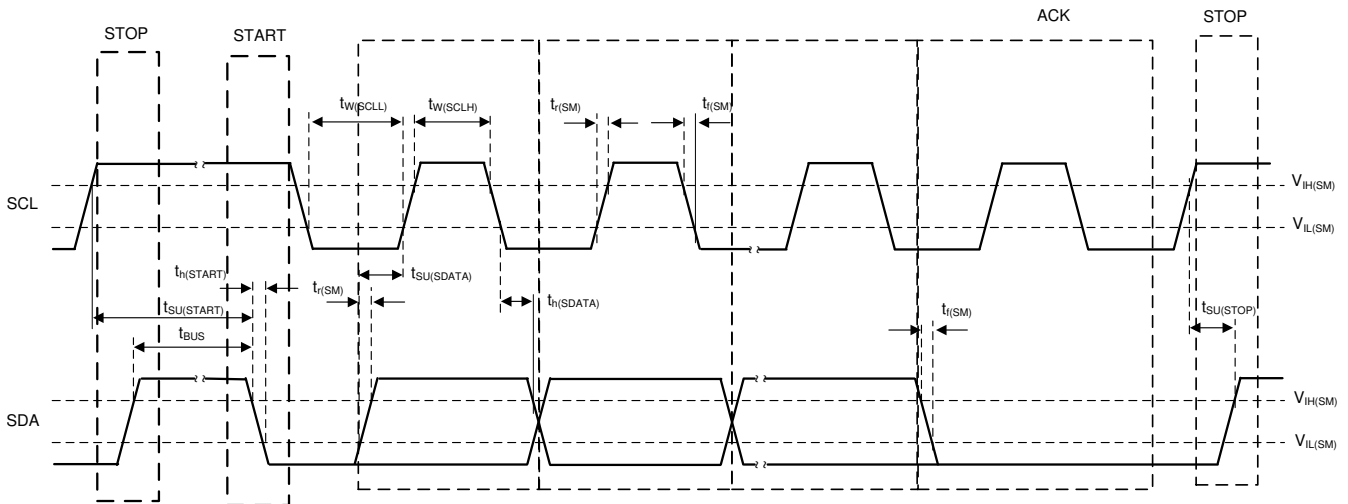 ACK
STOP
START
STOP
tW(SCLL)
tW(SCLH)
tr(SM)
tf(SM)
VIH(SM)
SCL
VIL(SM)
th(START)
tr(SM)
tSU(SDATA)
th(SDATA)
tSU(START)
tf(SM)
tSU(STOP)
tBUS
VIH(SM)
SDA
VIL(SM)